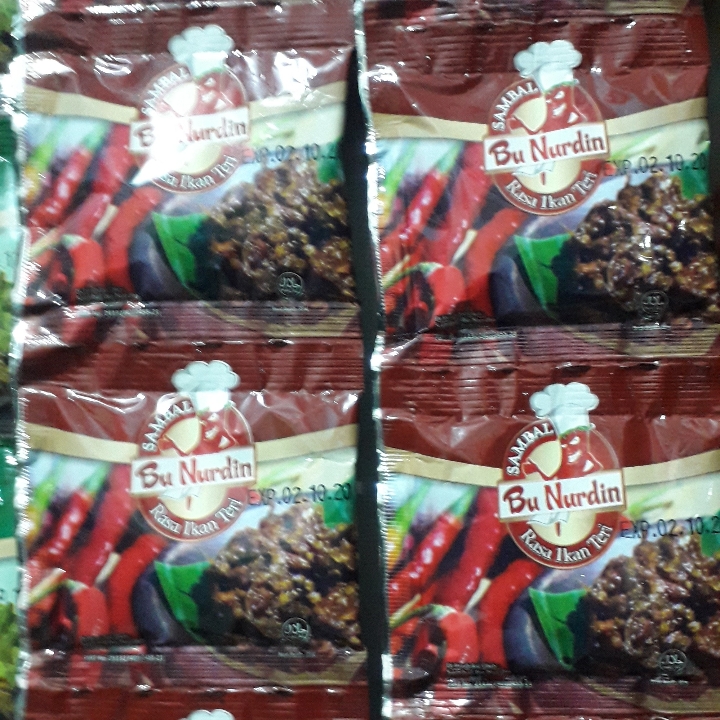 SAMBAL
Bu Nurdin
Rasa Ikan Teri
EXP.02.10.2
SAMBAL
Bu Nurdin
Rasa Ikan Teri
EXP.02.10.20
SAMBAL
Bu Nurdin
Rasa Ikan Teri
EXP.02.10.20
SAMBAL
Bu Nurdin
Rasa Ikan Teri
EXP.02.10.2